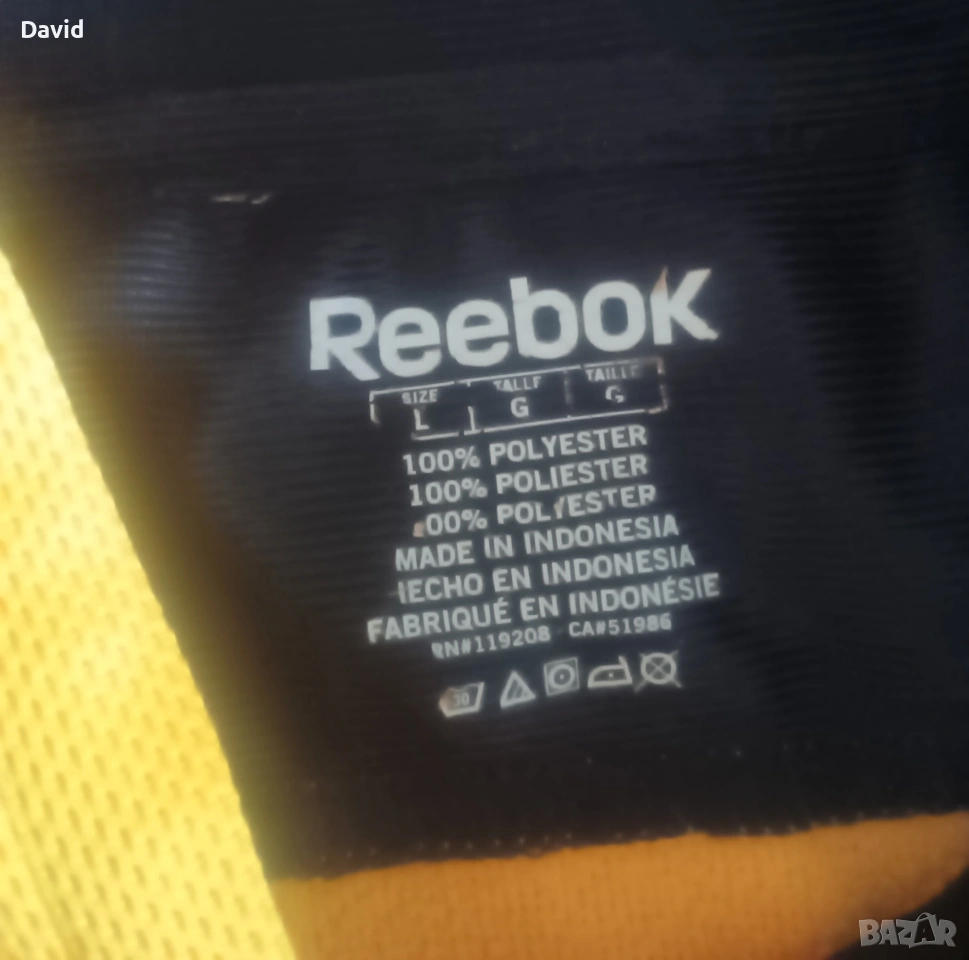 David
Reebok
SIZE TALLE TAILLE
L G G
100% POLYESTER
100% POLIESTER
00% POLYESTER
MADE IN INDONESIA
HECHO EN INDONESIA
FABRIQUÉ EN INDONÉSIE
RN#119208 CA#51986
30
BAZAR